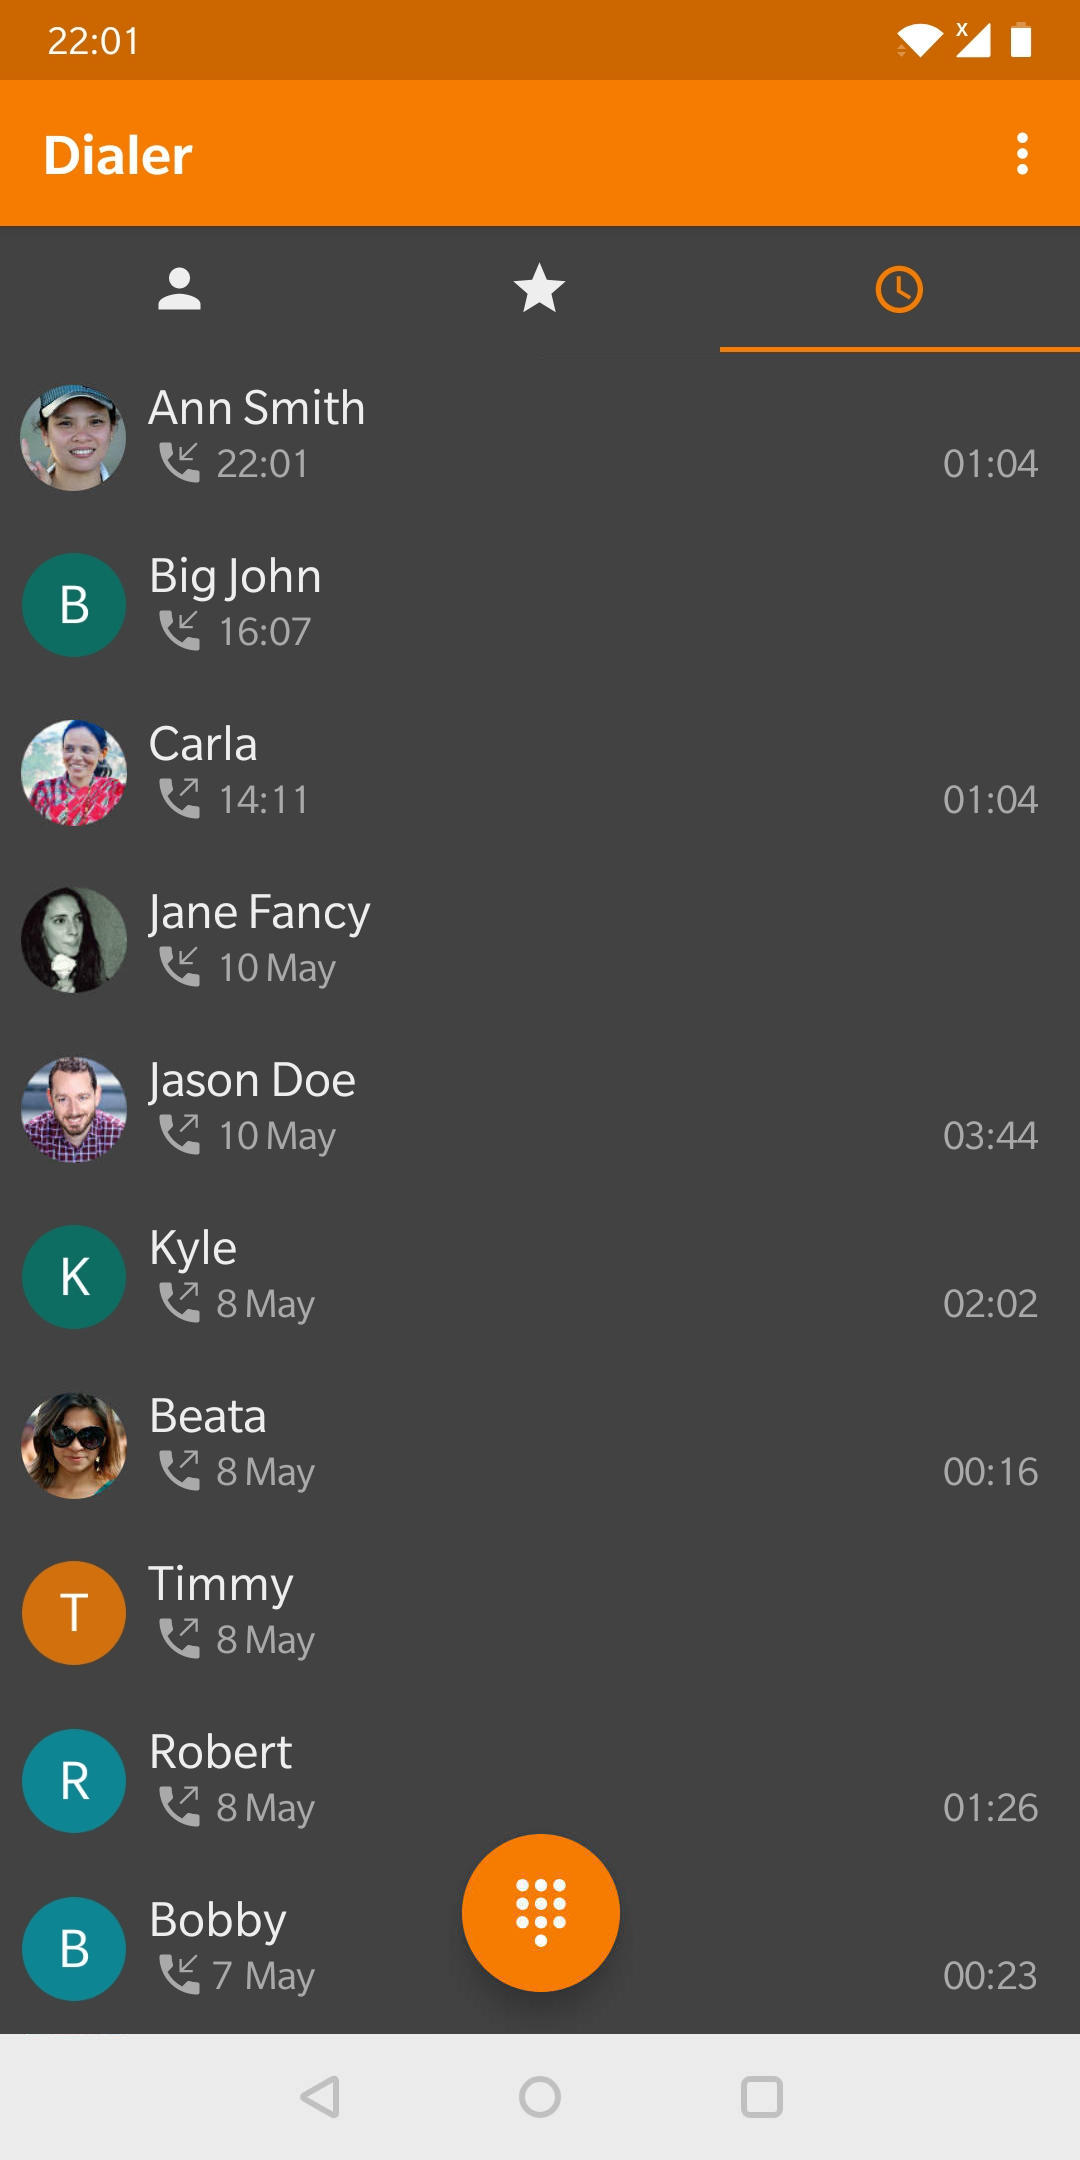 22:01
X
Dialer
Ann Smith
22:01 01:04
B
Big John
16:07
Carla
14:11 01:04
Jane Fancy
10 May
Jason Doe
10 May 03:44
K
Kyle
8 May 02:02
Beata
8 May 00:16
T
Timmy
8 May
R
Robert
8 May 01:26
B
Bobby
7 May 00:23